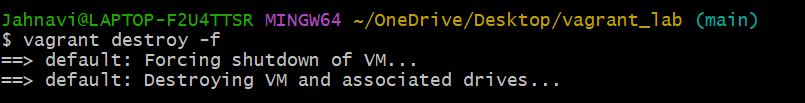 Jahnavi@LAPTOP-F2U4TTSR MINGW64 ~/OneDrive/Desktop/vagrant_lab (main)
$ vagrant destroy -f
==> default: Forcing shutdown of VM...
==> default: Destroying VM and associated drives...